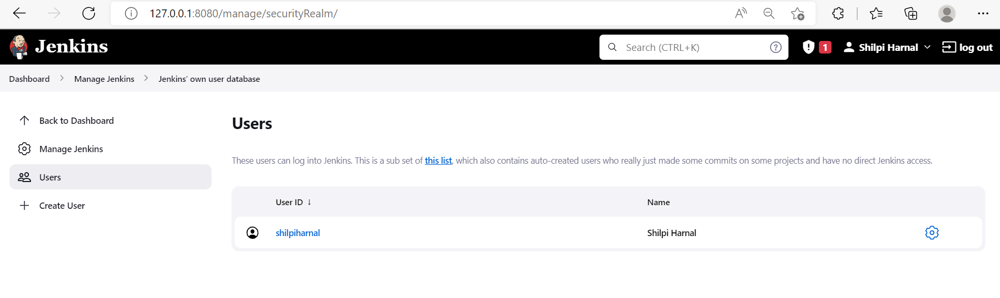 127.0.0.1:8080/manage/securityRealm/
Jenkins
Search (CTRL+K)
1
Shilpi Harnal
log out
Dashboard > Manage Jenkins > Jenkins’ own user database
Back to Dashboard
Manage Jenkins
Users
Create User
Users
These users can log into Jenkins. This is a sub set of this list, which also contains auto-created users who really just made some commits on some projects and have no direct Jenkins access.
User ID ↓ Name
shilpiharnal Shilpi Harnal